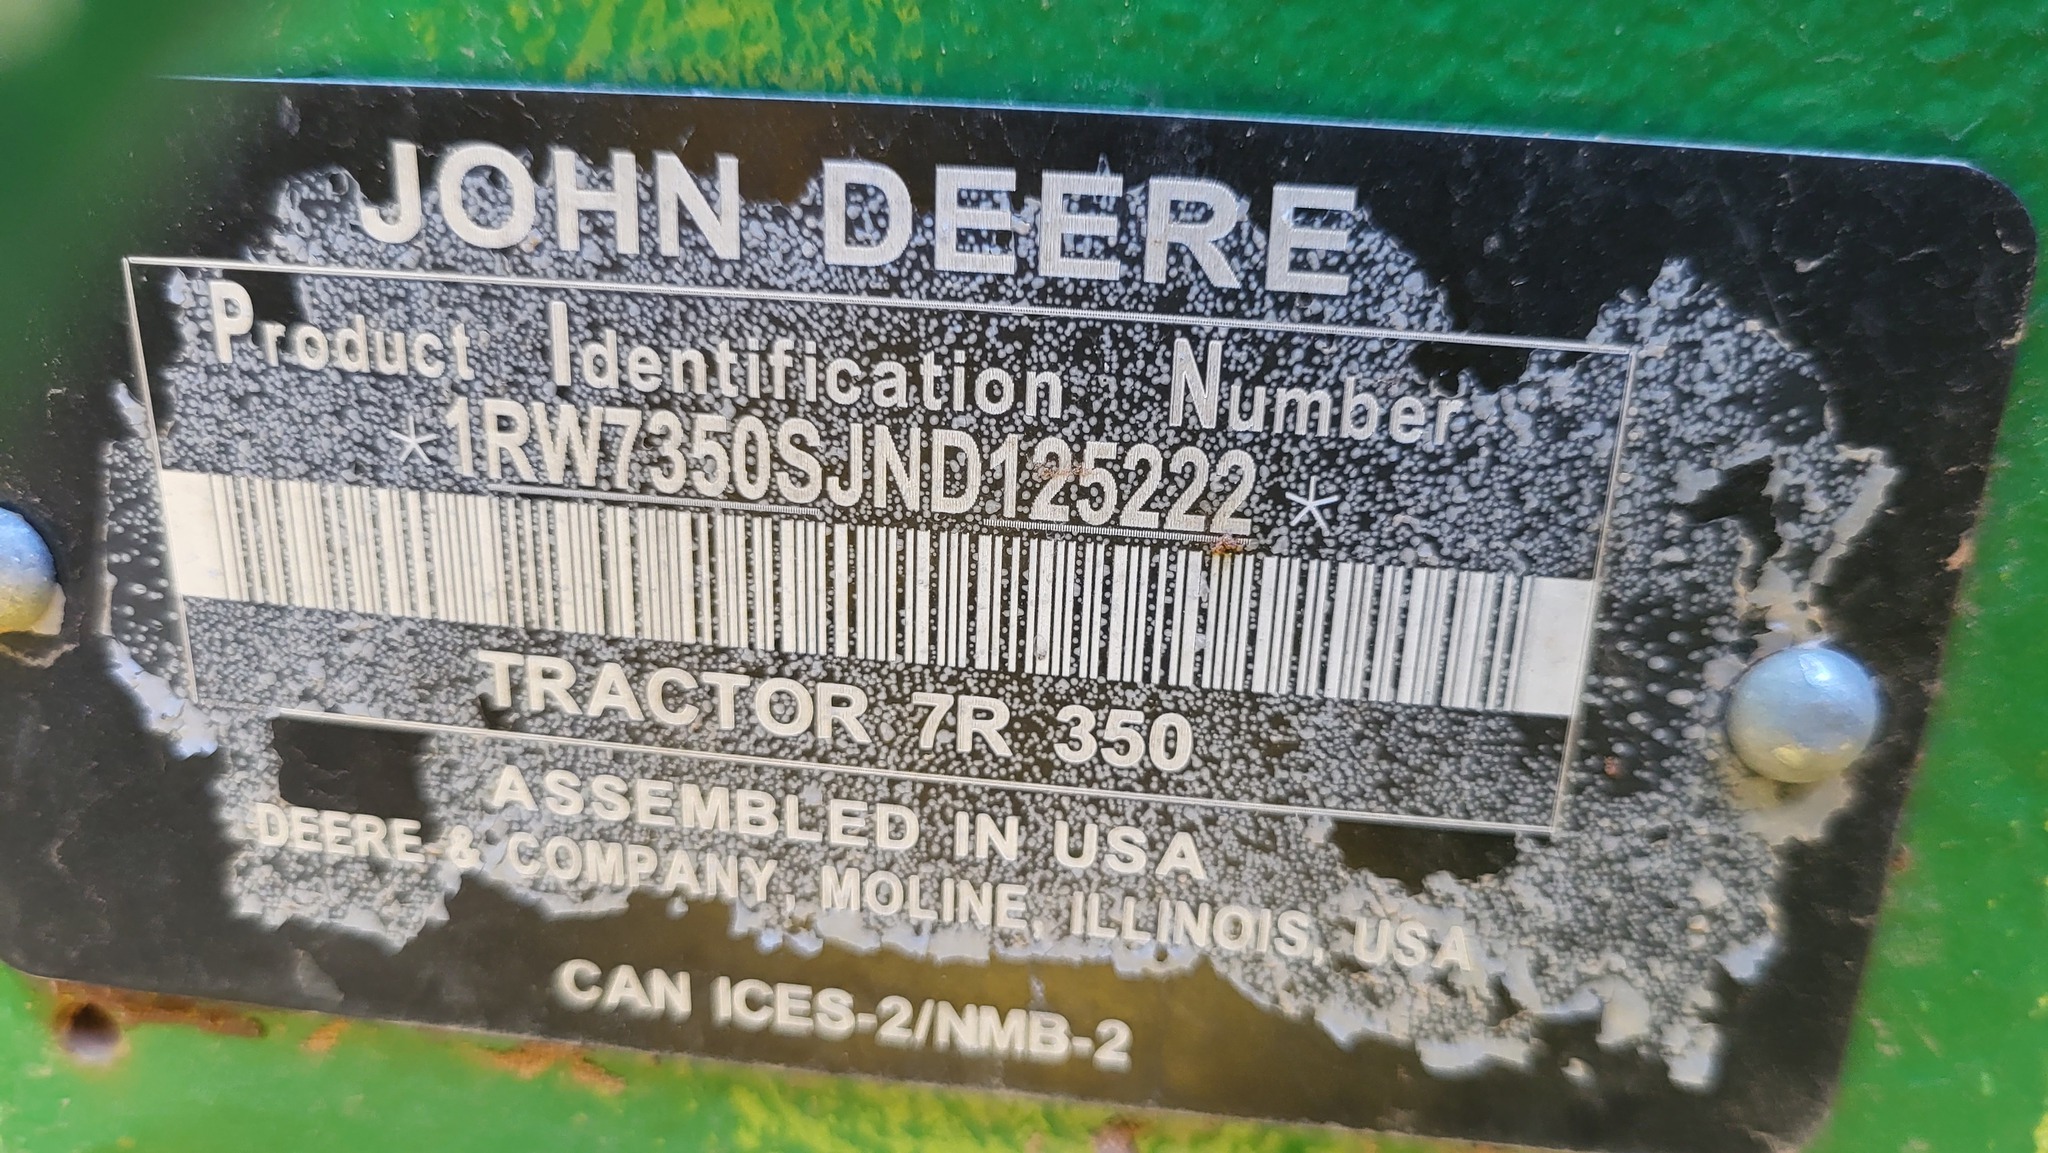 JOHN DEERE
Product Identification Number
*1RW7350SJND125222*
TRACTOR 7R 350
ASSEMBLED IN USA
DEERE & COMPANY, MOLINE, ILLINOIS, USA
CAN ICES-2/NMB-2